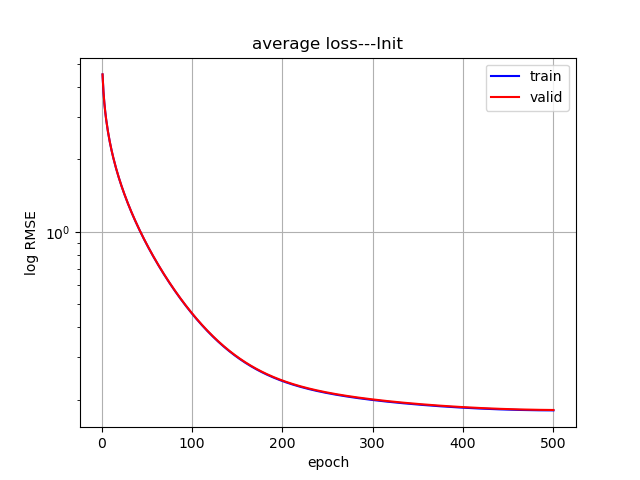 average loss---Init
train
valid
log RMSE
10^0
0
100
200
300
400
500
epoch